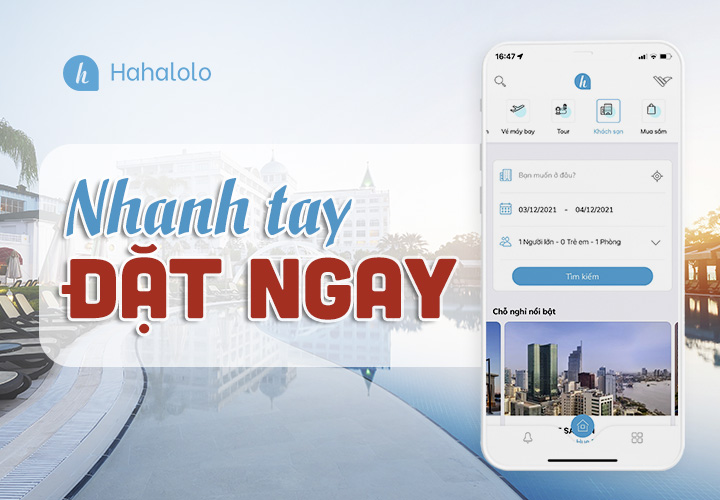 Hahalolo
Nhanh tay
ĐẶT NGAY
16:47
Vé máy bay
Tour
Khách sạn
Mua sắm
Bạn muốn ở đâu?
03/12/2021 - 04/12/2021
1 Người lớn - 0 Trẻ em - 1 Phòng
Tìm kiếm
Chỗ nghỉ nổi bật